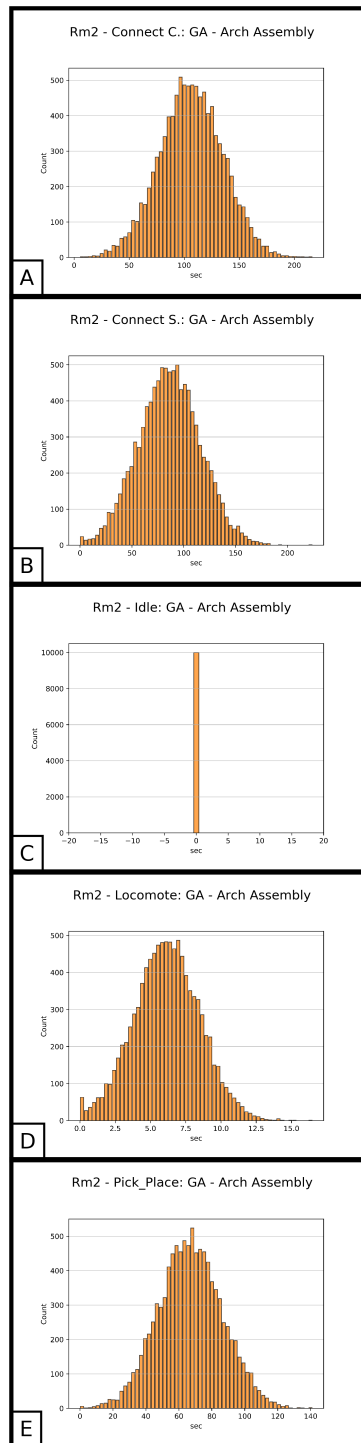 Rm2 - Connect C.: GA - Arch Assembly
500
400
300
200
100
0
Count
0 50 100 150 200
sec
A
Rm2 - Connect S.: GA - Arch Assembly
500
400
300
200
100
0
Count
0 50 100 150 200
sec
B
Rm2 - Idle: GA - Arch Assembly
10000
8000
6000
4000
2000
0
Count
−20 −15 −10 −5 0 5 10 15 20
sec
C
Rm2 - Locomote: GA - Arch Assembly
500
400
300
200
100
0
Count
0.0 2.5 5.0 7.5 10.0 12.5 15.0
sec
D
Rm2 - Pick_Place: GA - Arch Assembly
500
400
300
200
100
0
Count
0 20 40 60 80 100 120 140
sec
E